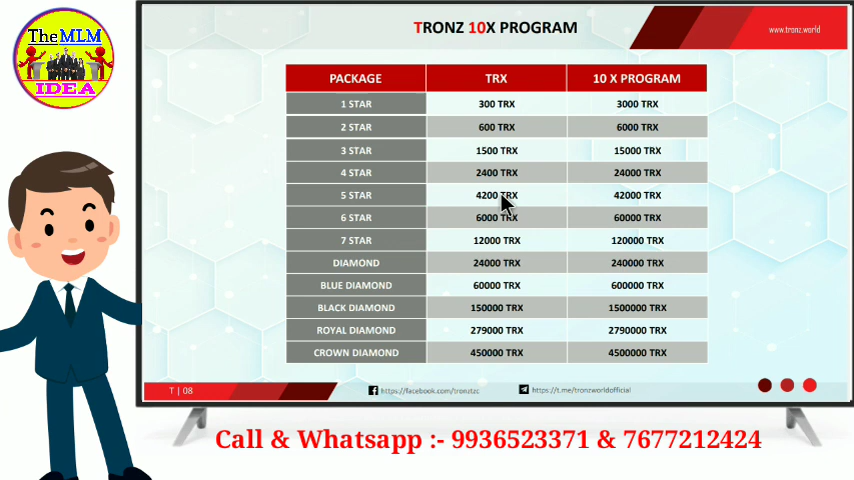 The MLM
IDEA
TRONZ 10X PROGRAM
www.tronz.world
PACKAGE TRX 10 X PROGRAM
1 STAR 300 TRX 3000 TRX
2 STAR 600 TRX 6000 TRX
3 STAR 1500 TRX 15000 TRX
4 STAR 2400 TRX 24000 TRX
5 STAR 4200 TRX 42000 TRX
6 STAR 6000 TRX 60000 TRX
7 STAR 12000 TRX 120000 TRX
DIAMOND 24000 TRX 240000 TRX
BLUE DIAMOND 60000 TRX 600000 TRX
BLACK DIAMOND 150000 TRX 1500000 TRX
ROYAL DIAMOND 279000 TRX 2790000 TRX
CROWN DIAMOND 450000 TRX 4500000 TRX
T | 08 https://t.me/tronzworldofficial
Call & Whatsapp :- 9936523371 & 7677212424